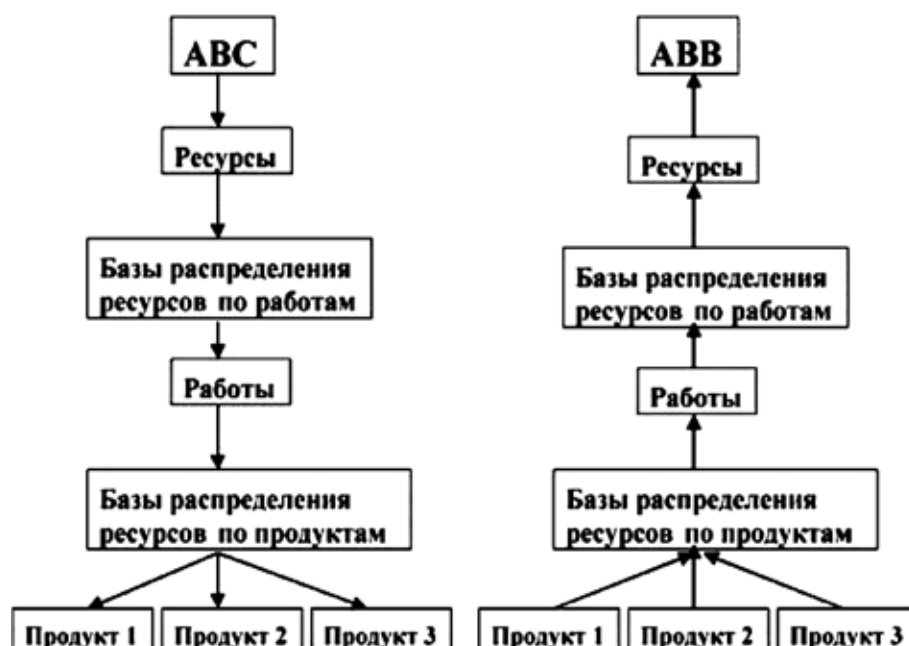 ABC
Ресурсы
Базы распределения
ресурсов по работам
Работы
Базы распределения
ресурсов по продуктам
Продукт 1
Продукт 2
Продукт 3
ABB
Ресурсы
Базы распределения
ресурсов по работам
Работы
Базы распределения
ресурсов по продуктам
Продукт 1
Продукт 2
Продукт 3